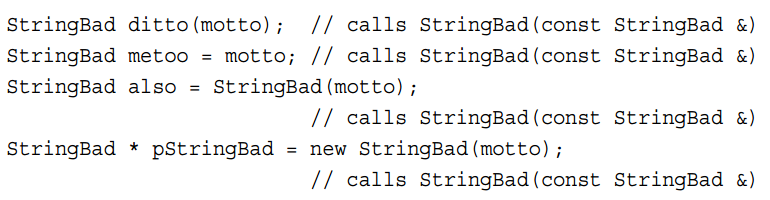 StringBad ditto(motto);  // calls StringBad(const StringBad &)
StringBad metoo = motto; // calls StringBad(const StringBad &)
StringBad also = StringBad(motto);
                         // calls StringBad(const StringBad &)
StringBad * pStringBad = new StringBad(motto);
                         // calls StringBad(const StringBad &)